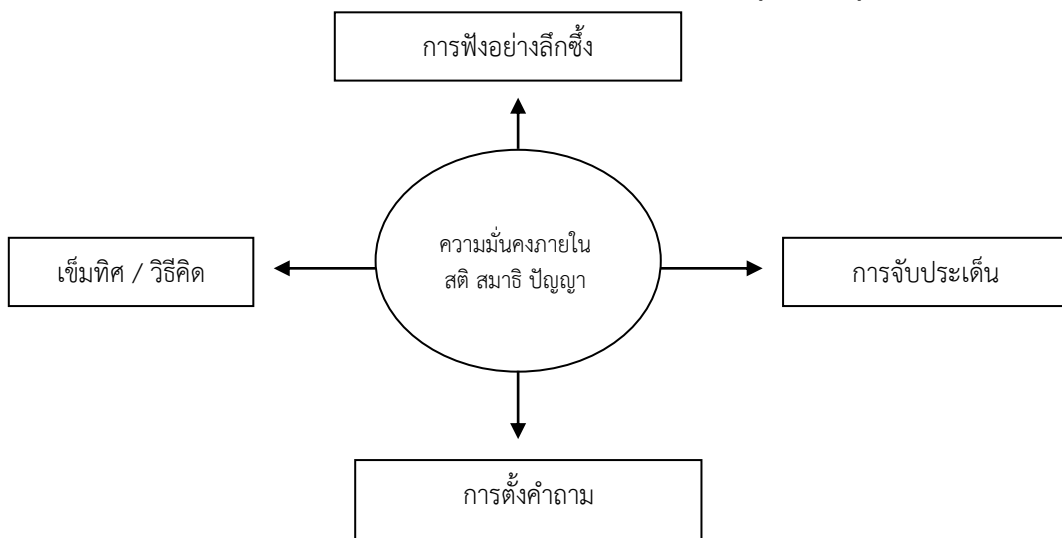 การฟังอย่างลึกซึ้ง
ความมั่นคงภายใน
สติ สมาธิ ปัญญา
เข็มทิศ / วิธีคิด
การจับประเด็น
การตั้งคำถาม